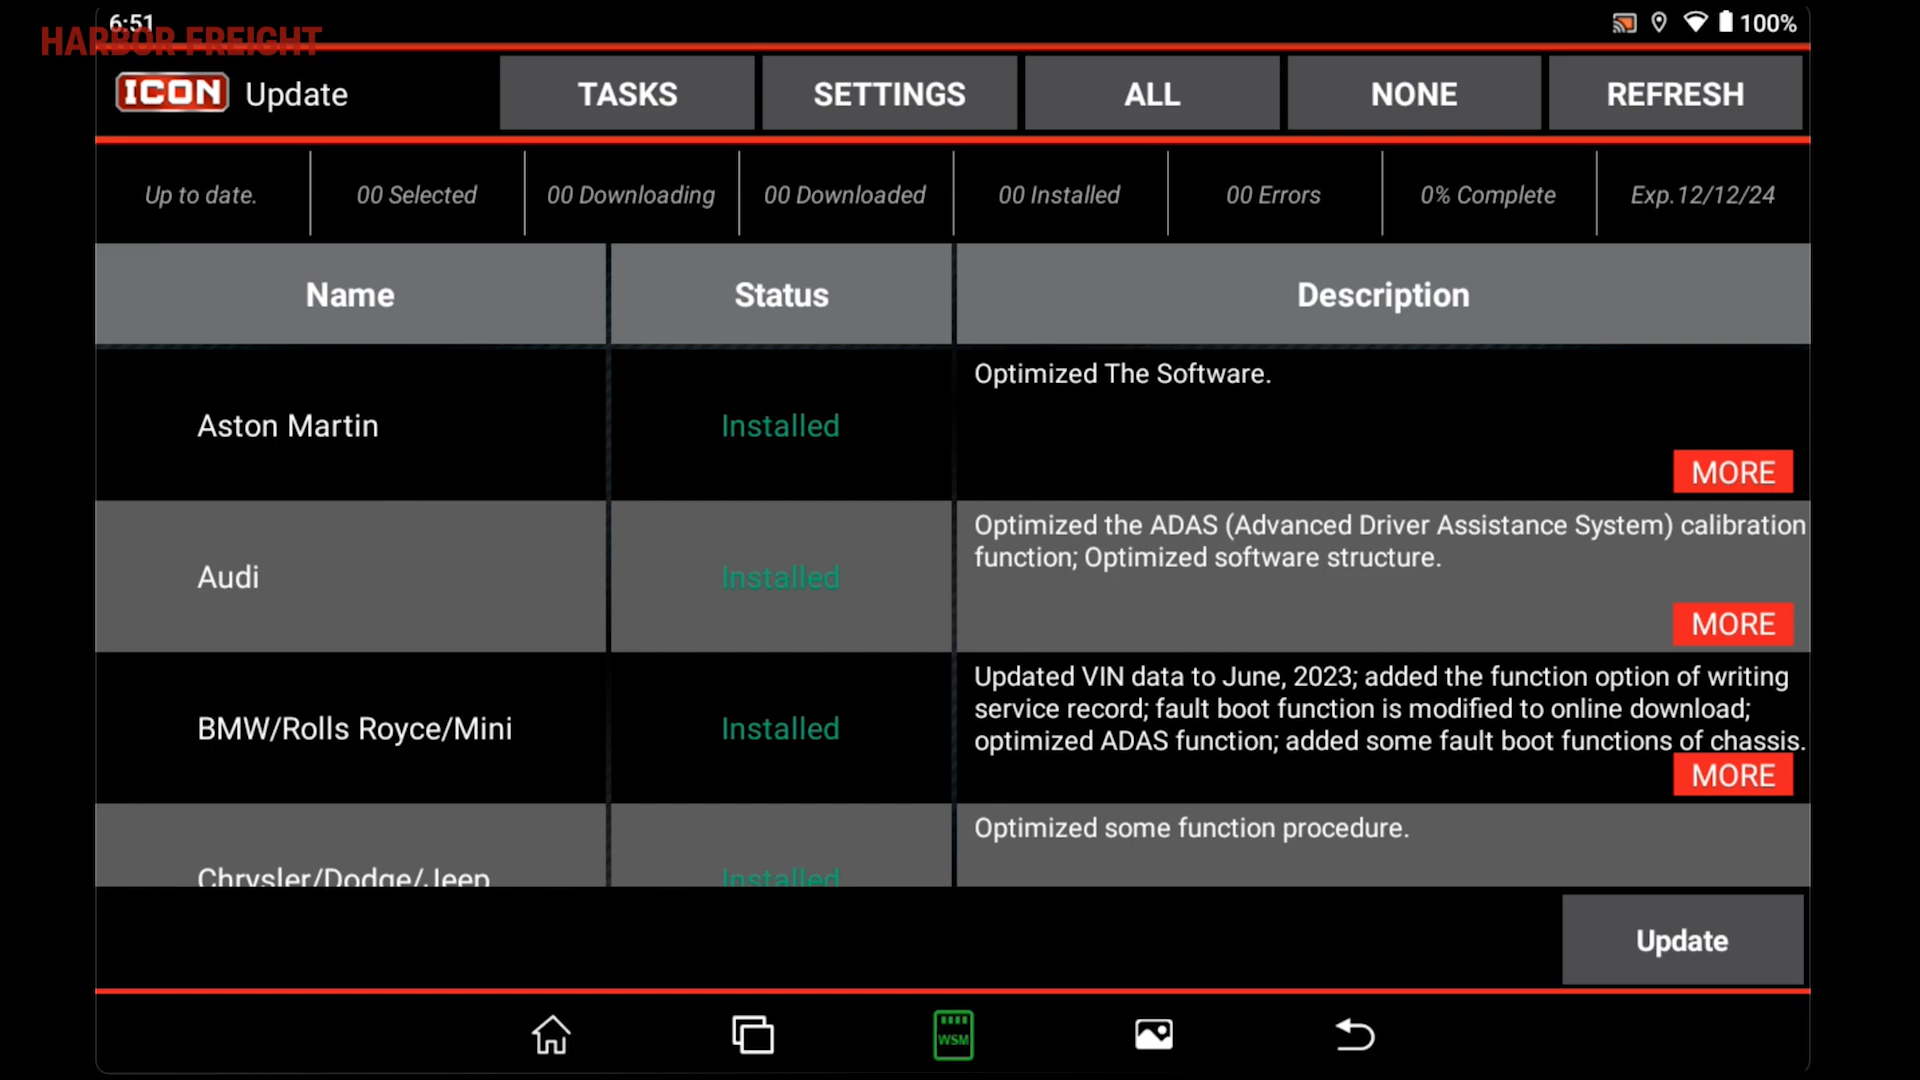 6:51
100%
HARBOR FREIGHT
ICON Update
TASKS
SETTINGS
ALL
NONE
REFRESH
Up to date.
00 Selected
00 Downloading
00 Downloaded
00 Installed
00 Errors
0% Complete
Exp.12/12/24
Name
Status
Description
Aston Martin
Installed
Optimized The Software.
MORE
Audi
Installed
Optimized the ADAS (Advanced Driver Assistance System) calibration
function; Optimized software structure.
MORE
BMW/Rolls Royce/Mini
Installed
Updated VIN data to June, 2023; added the function option of writing
service record; fault boot function is modified to online download;
optimized ADAS function; added some fault boot functions of chassis.
MORE
Chrysler/Dodge/Jeep
Installed
Optimized some function procedure.
Update
WSM